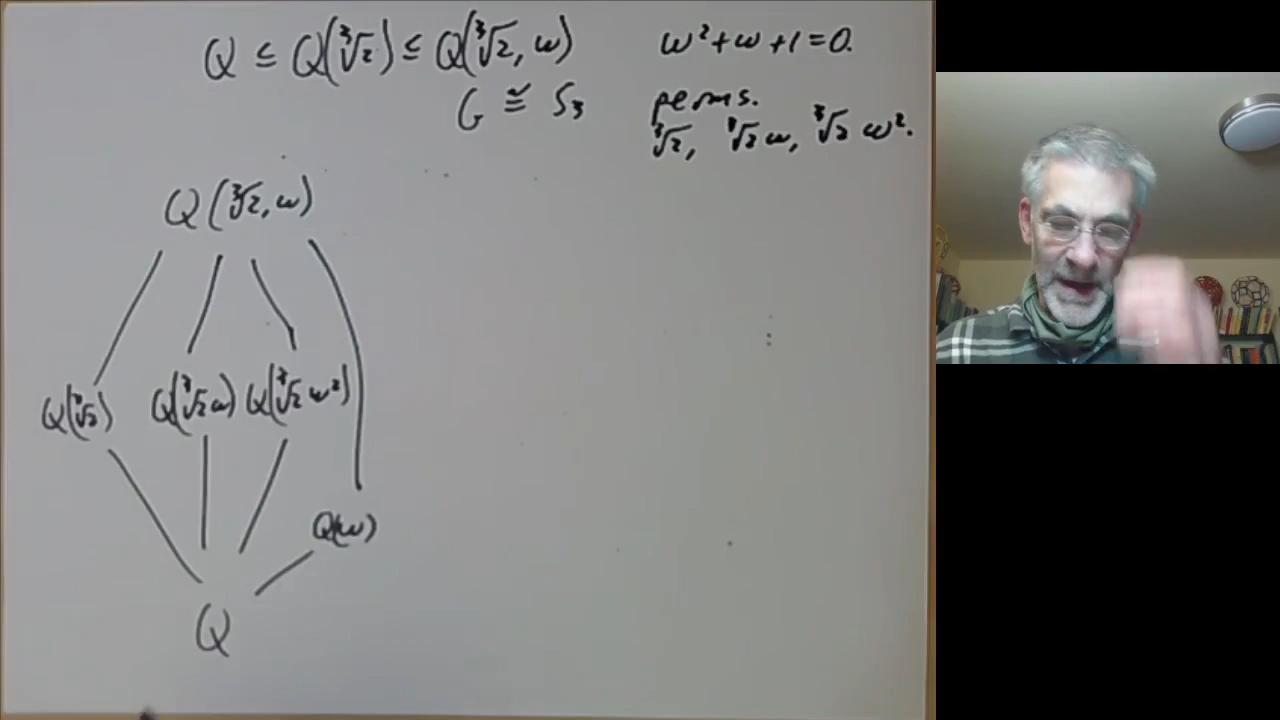 Q ≤ Q(∛2) ≤ Q(∛2, ω) ω²+ω+1=0.
G ≅ S₃ perms.
∛2, ∛2 ω, ∛2 ω².
Q(∛2, ω)
Q(∛2) Q(∛2 ω) Q(∛2 ω²)
Q(ω)
Q